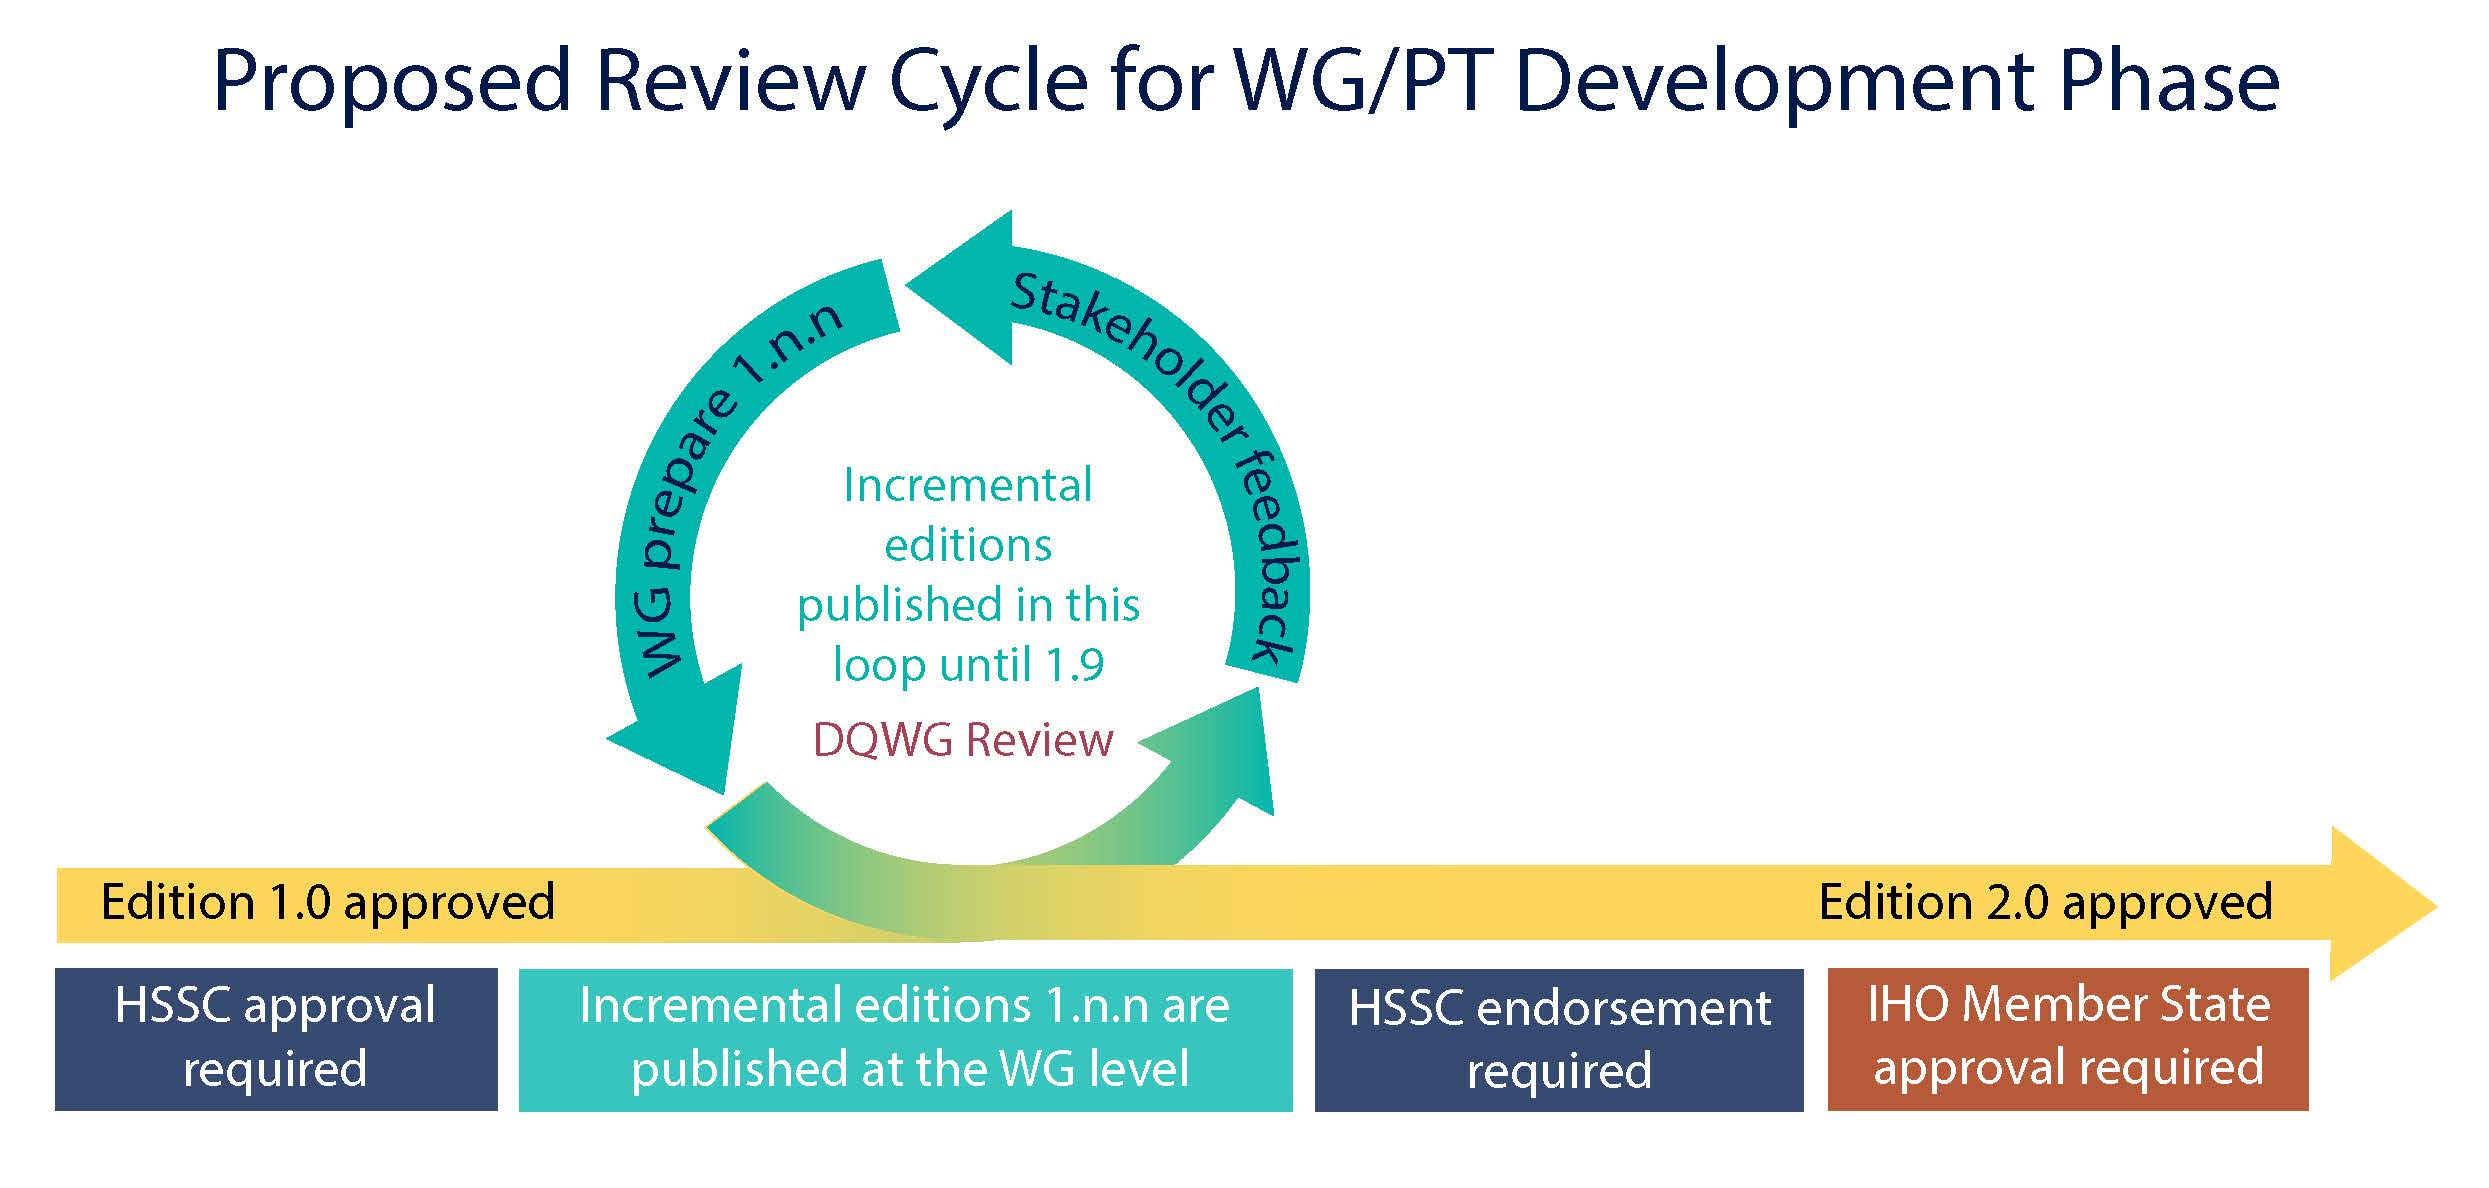 Proposed Review Cycle for WG/PT Development Phase
Stakeholder feedback
WG prepare 1.n.n
Incremental
editions
published in this
loop until 1.9
DQWG Review
Edition 1.0 approved
Edition 2.0 approved
HSSC approval
required
Incremental editions 1.n.n are
published at the WG level
HSSC endorsement
required
IHO Member State
approval required